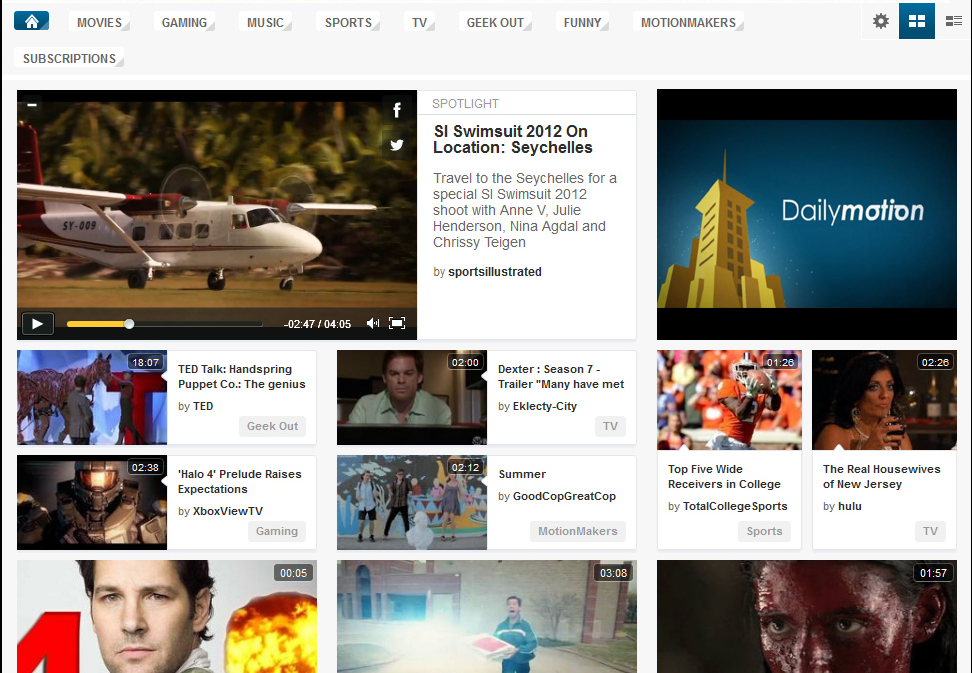 MOVIES
GAMING
MUSIC
SPORTS
TV
GEEK OUT
FUNNY
MOTIONMAKERS
SUBSCRIPTIONS
SY-009
-02:47 / 04:05
SPOTLIGHT
SI Swimsuit 2012 On
Location: Seychelles
Travel to the Seychelles for a
special SI Swimsuit 2012
shoot with Anne V, Julie
Henderson, Nina Agdal and
Chrissy Teigen
by sportsillustrated
Dailymotion
18:07
TED Talk: Handspring
Puppet Co.: The genius
by TED
Geek Out
02:00
Dexter : Season 7 -
Trailer "Many have met
by Eklecty-City
TV
01:26
Top Five Wide
Receivers in College
by TotalCollegeSports
Sports
02:26
The Real Housewives
of New Jersey
by hulu
TV
02:38
'Halo 4' Prelude Raises
Expectations
by XboxViewTV
Gaming
02:12
Summer
by GoodCopGreatCop
MotionMakers
00:05
4
03:08
01:57